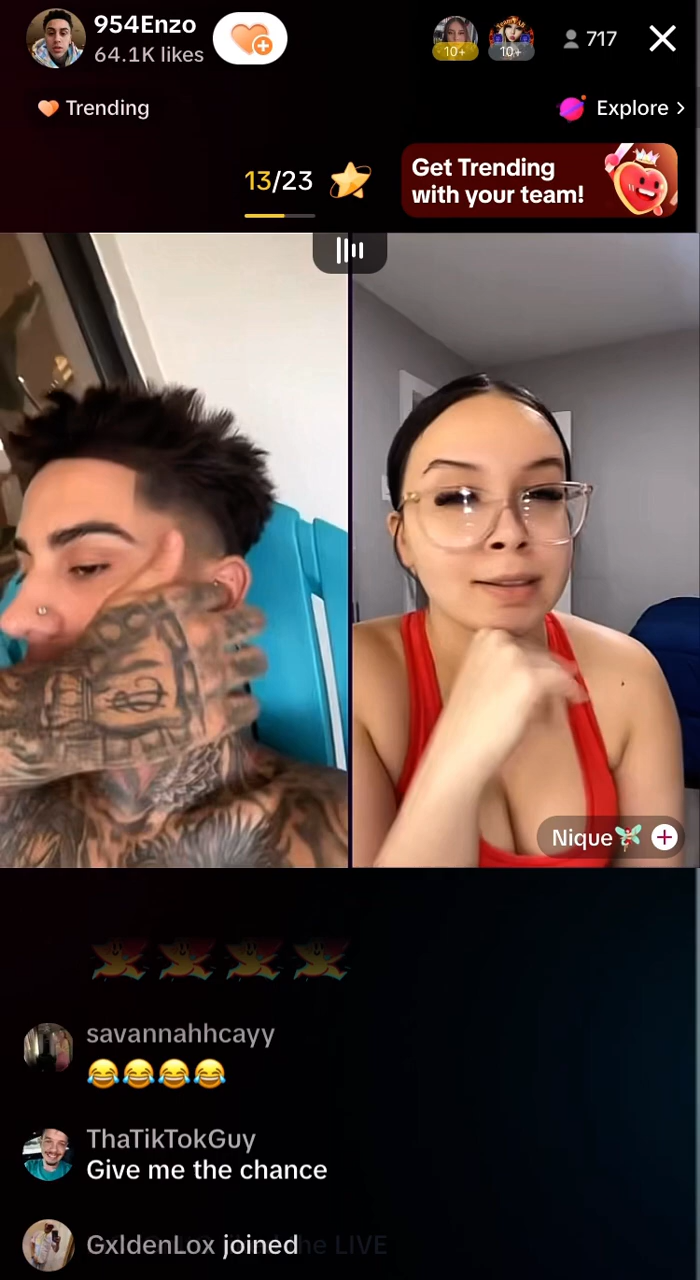 954Enzo
64.1K likes
10+
10+
717
Trending
Explore >
13/23
Get Trending
with your team!
Nique
savannahhcayy
😂😂😂😂
ThaTikTokGuy
Give me the chance
GxldenLox joined